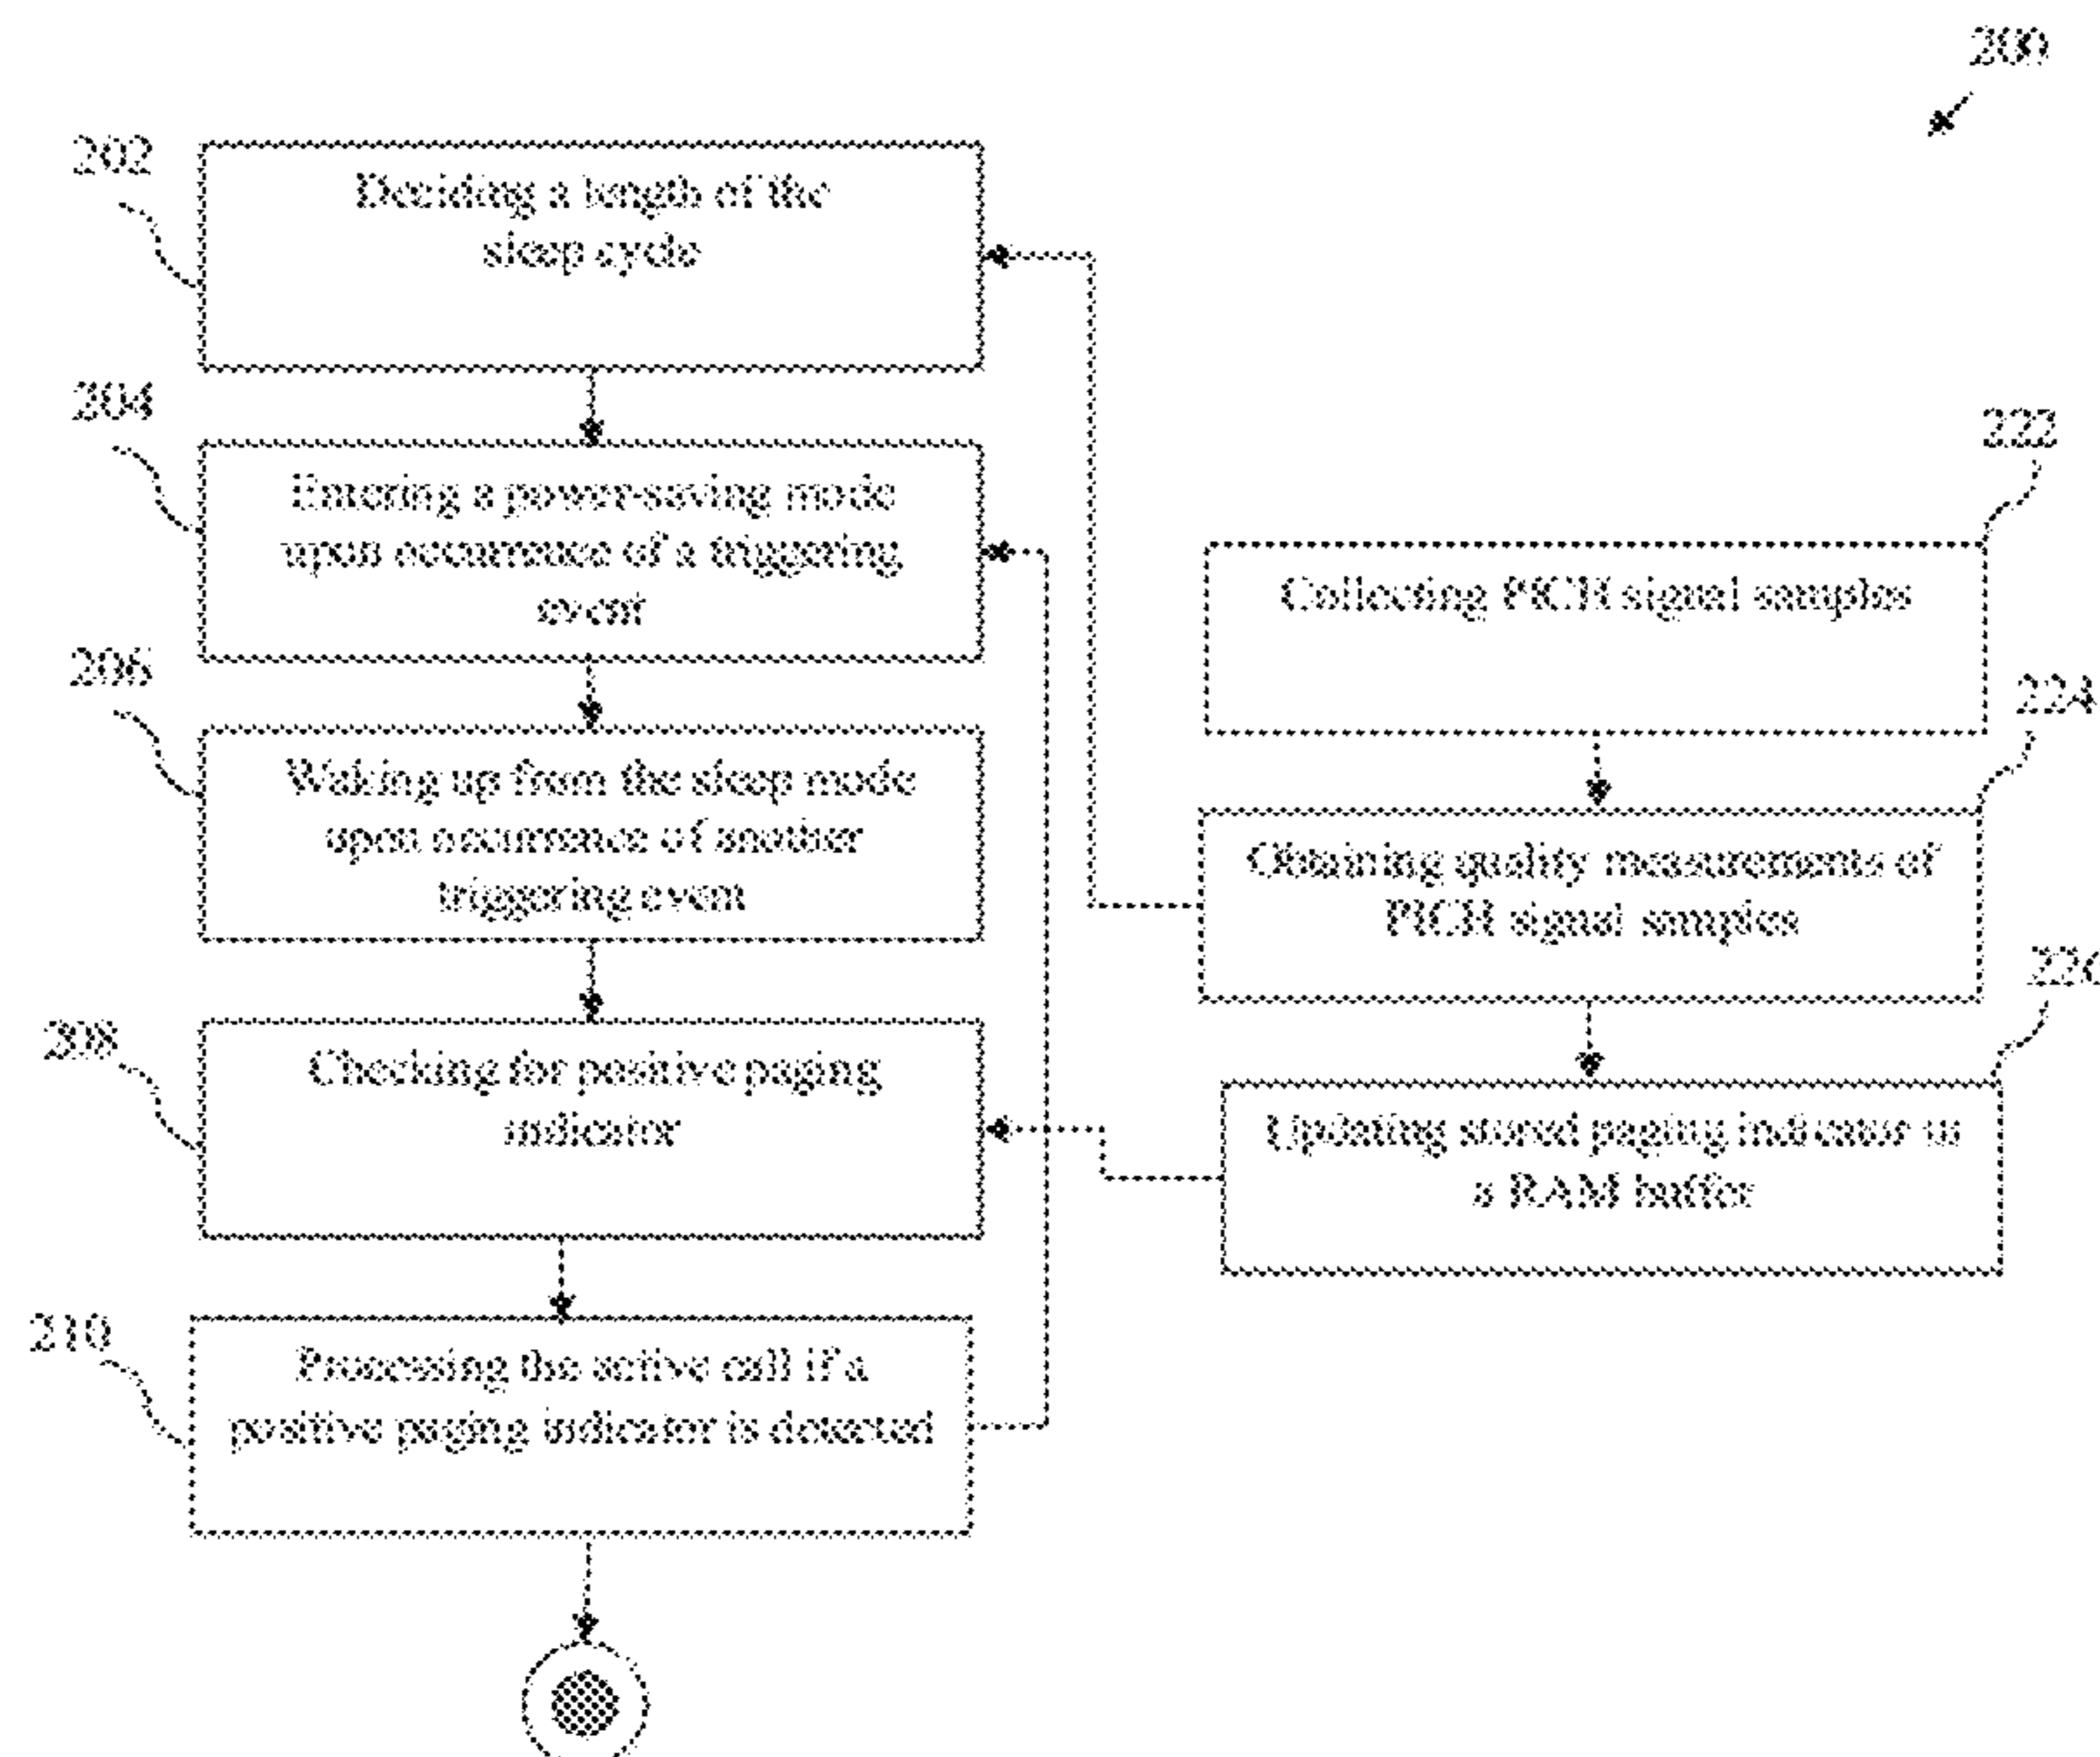 200
202
Deciding a length of the
sleep cycle
204
Entering a power-saving mode
upon occurrence of a triggering
event
206
Waking up from the sleep mode
upon occurrence of another
triggering event
208
Checking for positive paging
indicator
210
Processing the active call if a
positive paging indicator is detected
222
Collecting PICH signal samples
224
Obtaining quality measurements of
PICH signal samples
226
Updating stored paging indicator in
a RAM buffer